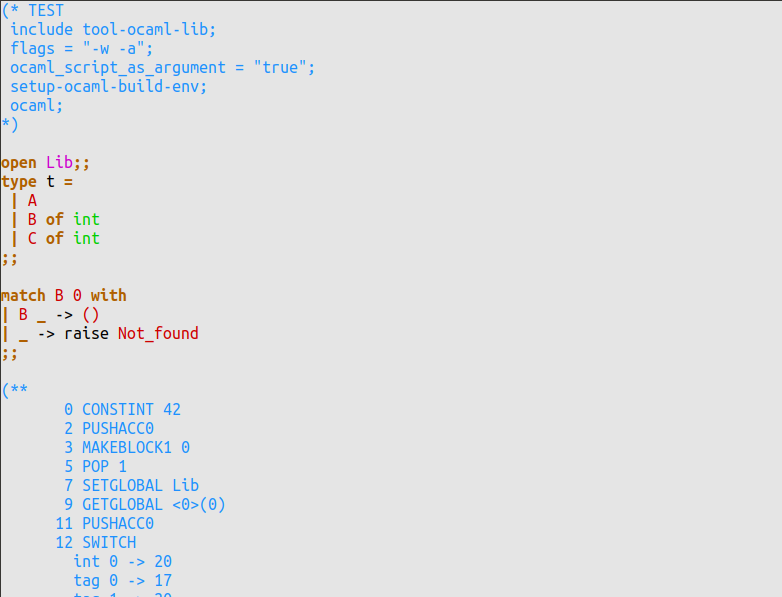 (* TEST
 include tool-ocaml-lib;
 flags = "-w -a";
 ocaml_script_as_argument = "true";
 setup-ocaml-build-env;
 ocaml;
*)

open Lib;;
type t =
 | A
 | B of int
 | C of int
;;

match B 0 with
| B _ -> ()
| _ -> raise Not_found
;;

(**
       0 CONSTINT 42
       2 PUSHACC0
       3 MAKEBLOCK1 0
       5 POP 1
       7 SETGLOBAL Lib
       9 GETGLOBAL <0>(0)
      11 PUSHACC0
      12 SWITCH
        int 0 -> 20
        tag 0 -> 17